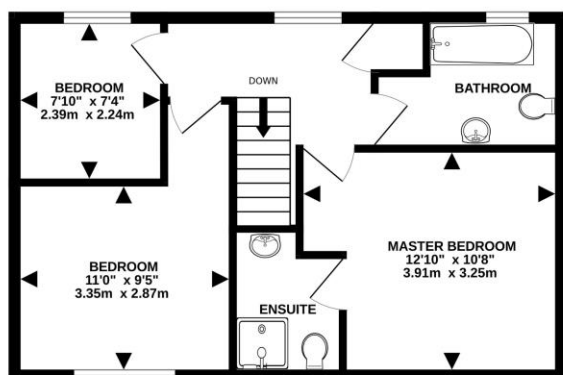 BEDROOM
7'10" x 7'4"
2.39m x 2.24m
DOWN
BATHROOM
BEDROOM
11'0" x 9'5"
3.35m x 2.87m
ENSUITE
MASTER BEDROOM
12'10" x 10'8"
3.91m x 3.25m